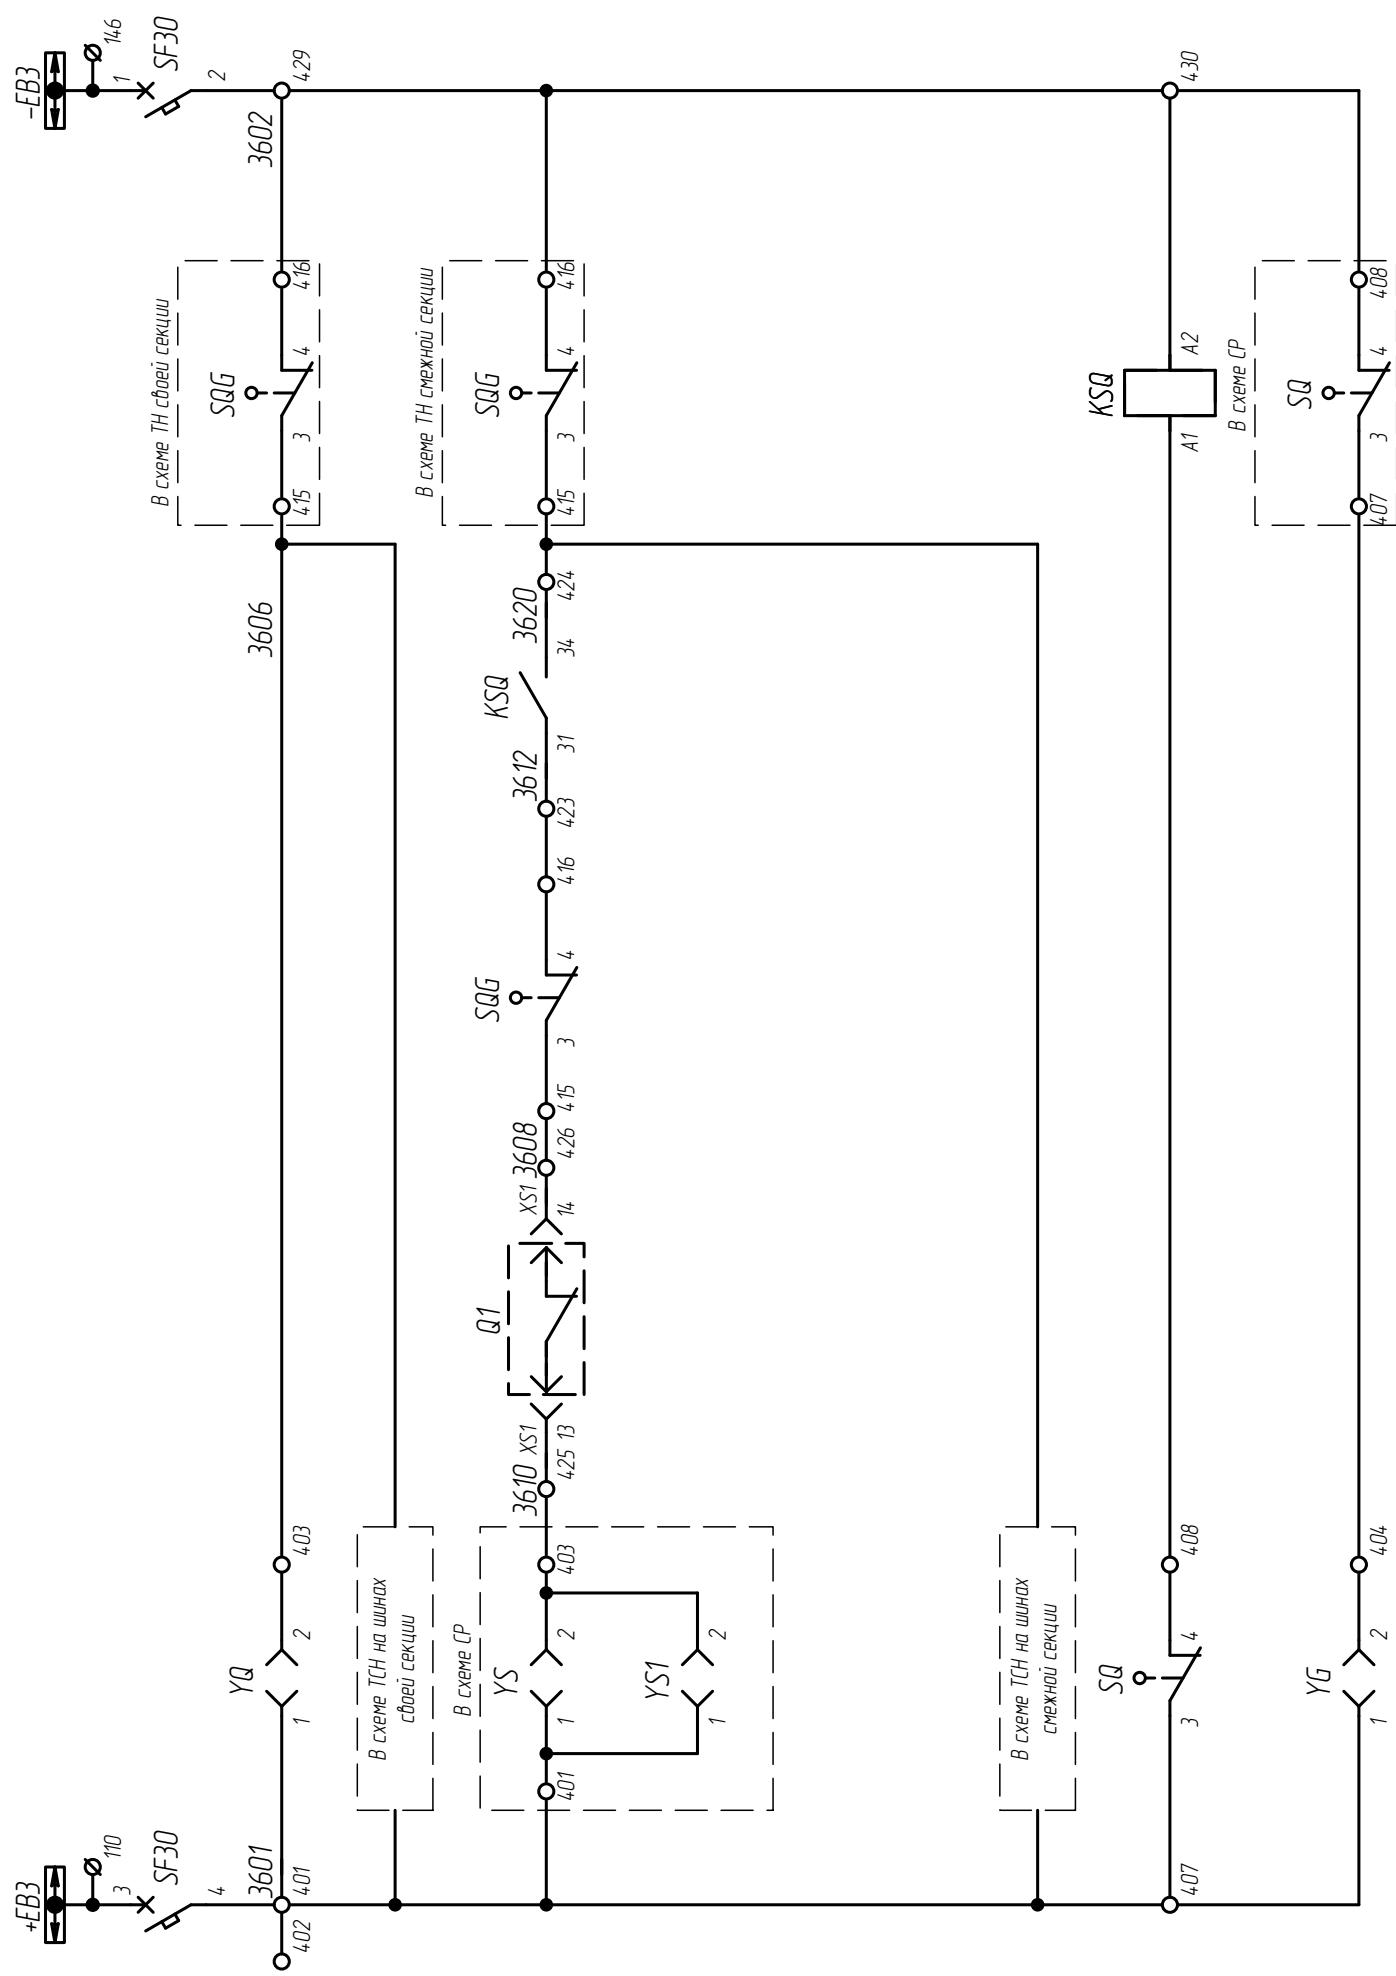 +EB3
110
3
SF30
4
3601
401
402
YQ
1
2
403
3606
В схеме ТН своей секции
SQG
415
3
4
416
3602
429
-EB3
146
1
SF30
2
В схеме ТСН на шинах
своей секции
В схеме СР
401
YS
1
2
403
YS1
1
2
3610
425
XS1
13
Q1
XS1
14
3608
426
415
SQG
3
4
416
423
3612
31
KSQ
34
3620
424
В схеме ТН смежной секции
SQG
415
3
4
416
В схеме ТСН на шинах
смежной секции
407
SQ
3
4
408
KSQ
A1
A2
430
YG
1
2
404
В схеме СР
SQ
407
3
4
408